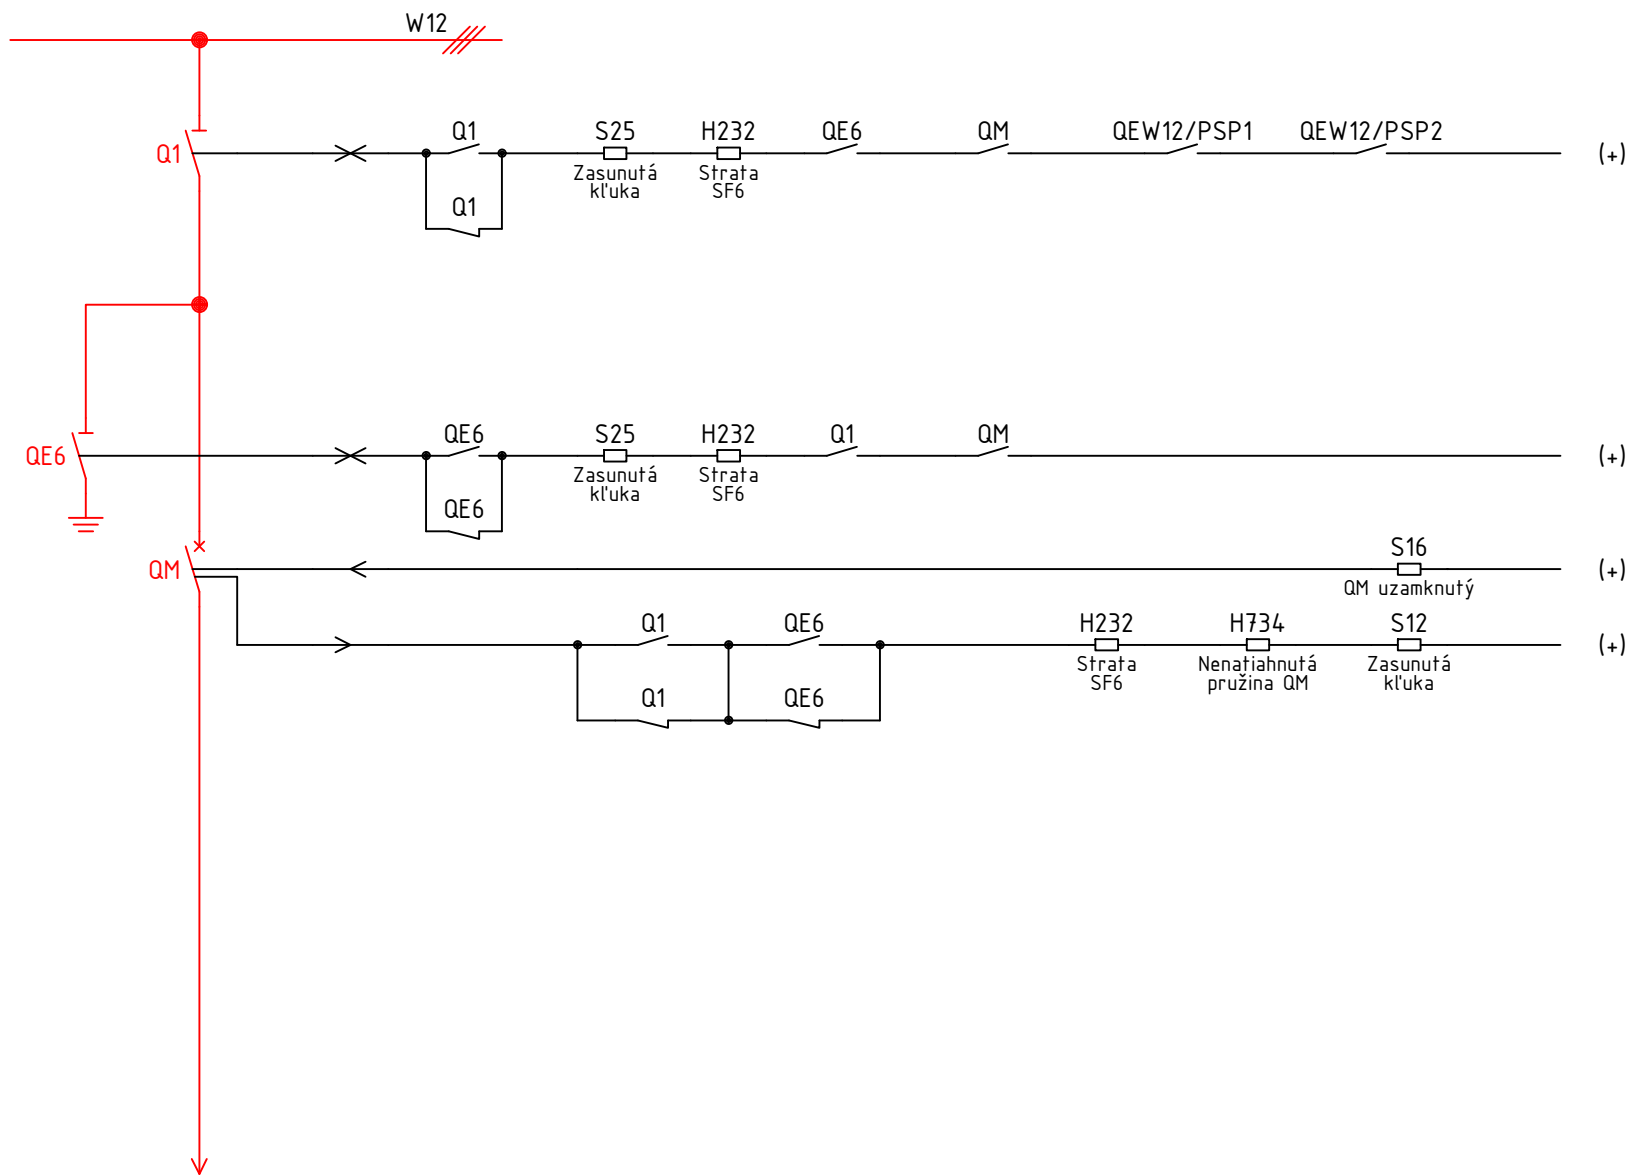 W12
Q1
Q1
S25
H232
QE6
QM
QEW12/PSP1
QEW12/PSP2
(+)
Zasunutá
kľuka
Strata
SF6
Q1
QE6
QE6
S25
H232
Q1
QM
(+)
Zasunutá
kľuka
Strata
SF6
QE6
QM
S16
(+)
QM uzamknutý
Q1
QE6
H232
H734
S12
(+)
Strata
SF6
Nenatiahnutá
pružina QM
Zasunutá
kľuka
Q1
QE6